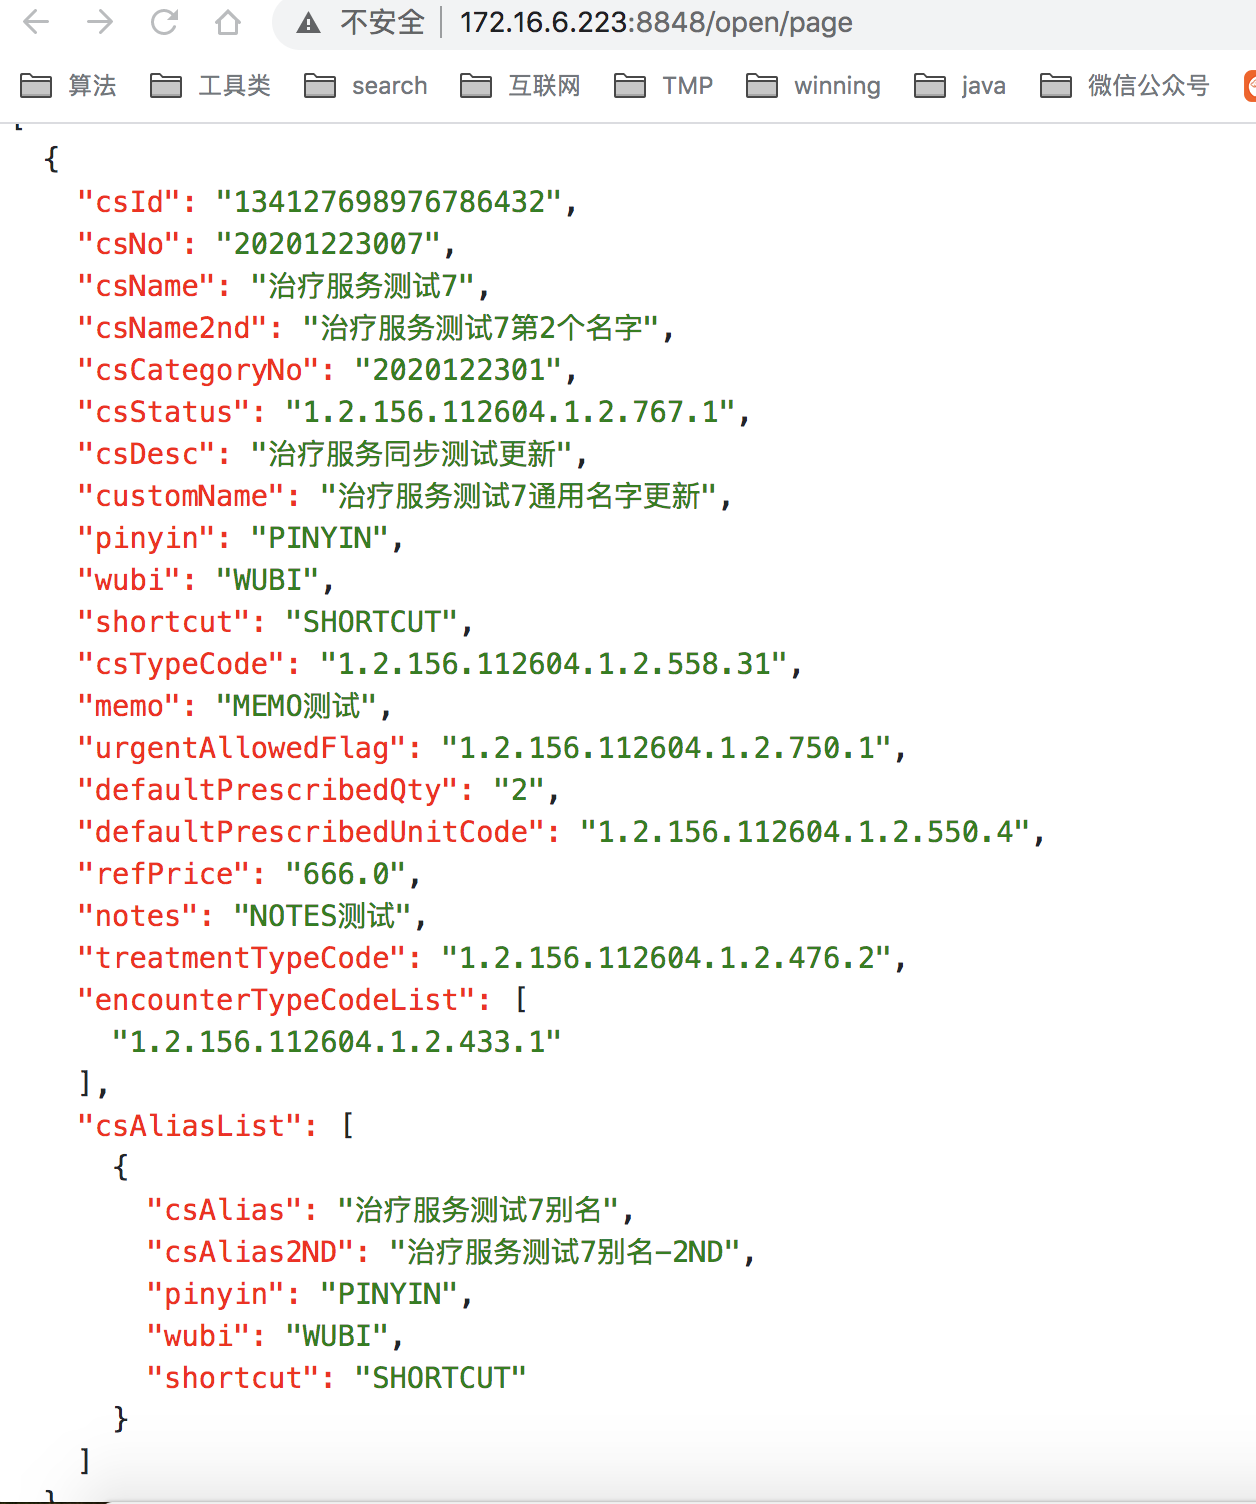 不安全 172.16.6.223:8848/open/page
算法 工具类 search 互联网 TMP winning java 微信公众号
[
{
"csId": "134127698976786432",
"csNo": "20201223007",
"csName": "治疗服务测试7",
"csName2nd": "治疗服务测试7第2个名字",
"csCategoryNo": "2020122301",
"csStatus": "1.2.156.112604.1.2.767.1",
"csDesc": "治疗服务同步测试更新",
"customName": "治疗服务测试7通用名字更新",
"pinyin": "PINYIN",
"wubi": "WUBI",
"shortcut": "SHORTCUT",
"csTypeCode": "1.2.156.112604.1.2.558.31",
"memo": "MEMO测试",
"urgentAllowedFlag": "1.2.156.112604.1.2.750.1",
"defaultPrescribedQty": "2",
"defaultPrescribedUnitCode": "1.2.156.112604.1.2.550.4",
"refPrice": "666.0",
"notes": "NOTES测试",
"treatmentTypeCode": "1.2.156.112604.1.2.476.2",
"encounterTypeCodeList": [
"1.2.156.112604.1.2.433.1"
],
"csAliasList": [
{
"csAlias": "治疗服务测试7别名",
"csAlias2ND": "治疗服务测试7别名-2ND",
"pinyin": "PINYIN",
"wubi": "WUBI",
"shortcut": "SHORTCUT"
}
]
}